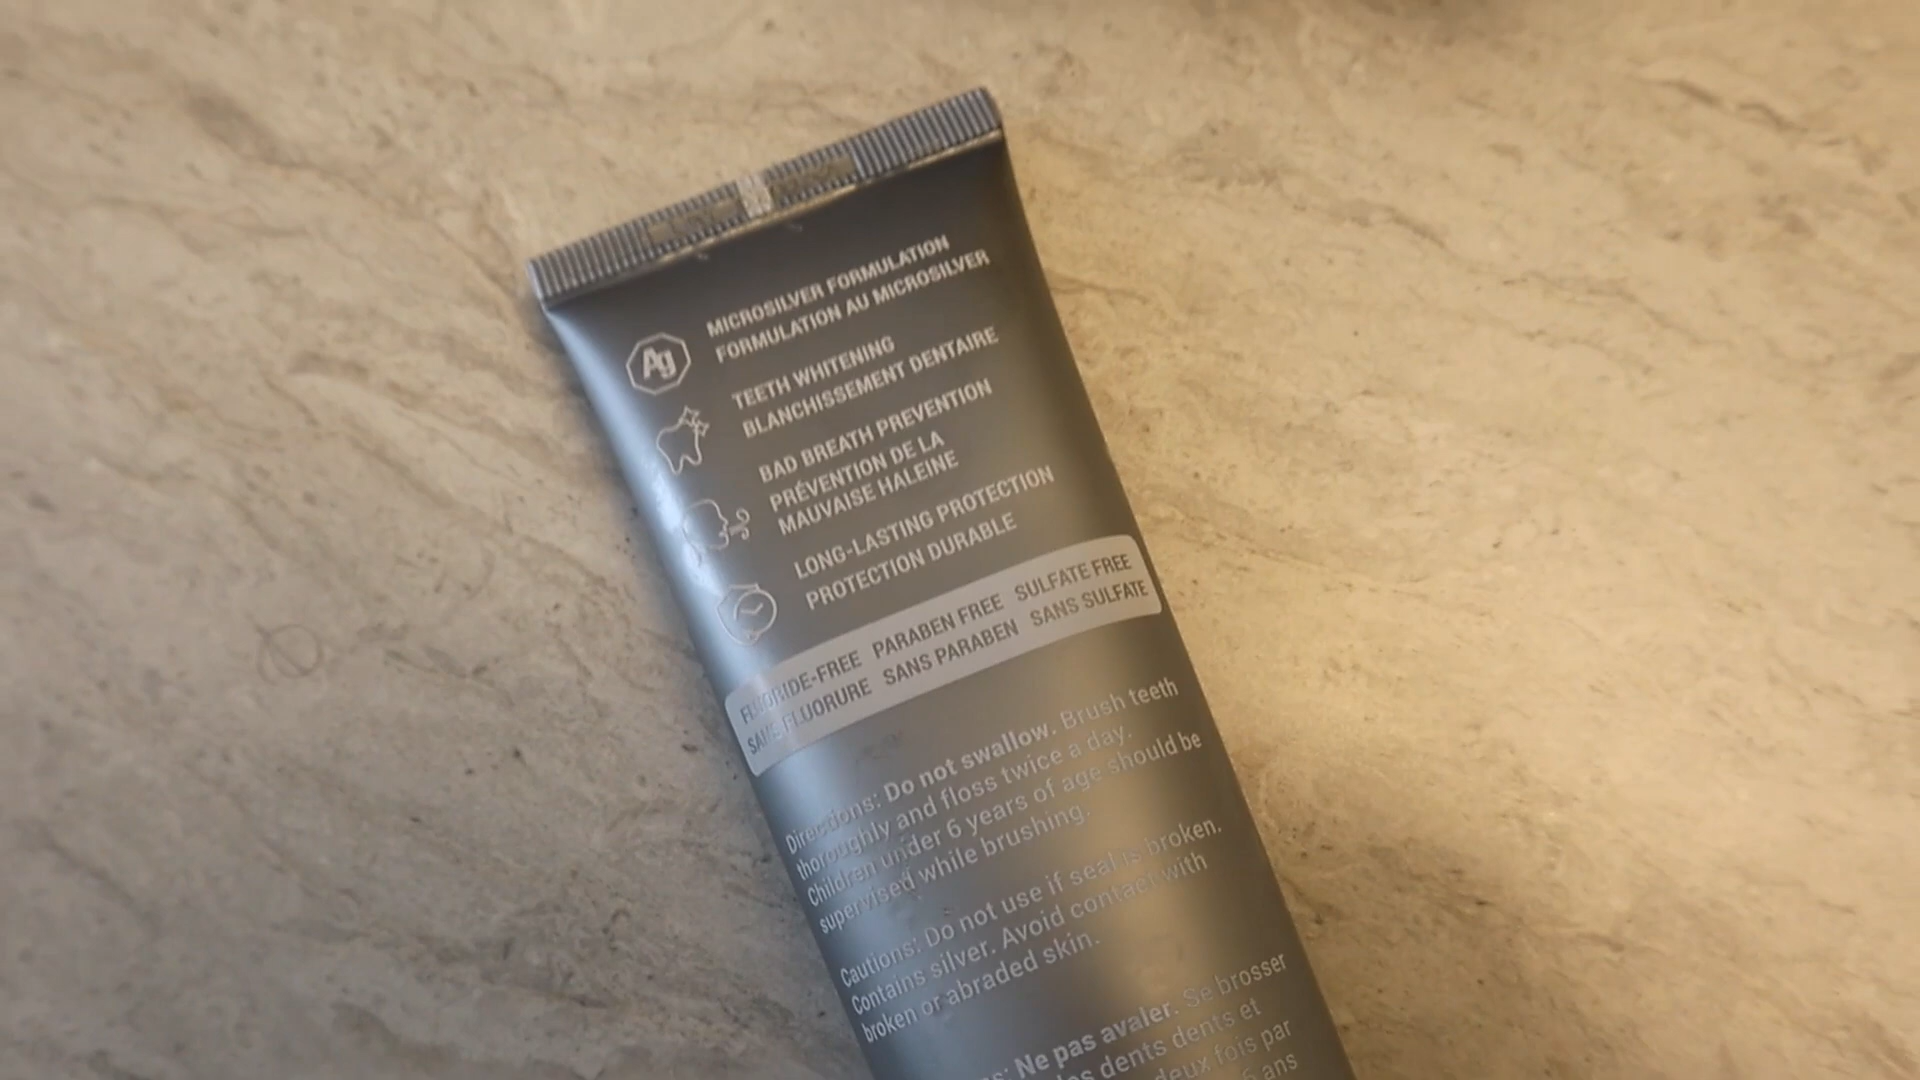 Ag
MICROSILVER FORMULATION
FORMULATION AU MICROSILVER
TEETH WHITENING
BLANCHISSEMENT DENTAIRE
BAD BREATH PREVENTION
PRÉVENTION DE LA
MAUVAISE HALEINE
LONG-LASTING PROTECTION
PROTECTION DURABLE
FLUORIDE-FREE PARABEN FREE SULFATE FREE
SANS FLUORURE SANS PARABEN SANS SULFATE
Directions: Do not swallow. Brush teeth
thoroughly and floss twice a day.
Children under 6 years of age should be
supervised while brushing.
Cautions: Do not use if seal is broken.
Contains silver. Avoid contact with
broken or abraded skin.
Ne pas avaler. Se brosser
dents dents et
deux fois par
ans